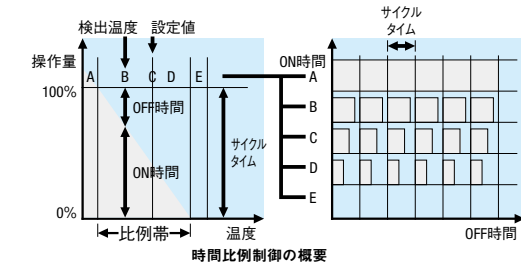 検出温度 設定値
操作量
A B C D E
100%
OFF時間
ON時間
サイクル
タイム
0%
比例帯
温度
サイクル
タイム
ON時間
A
B
C
D
E
OFF時間
時間比例制御の概要